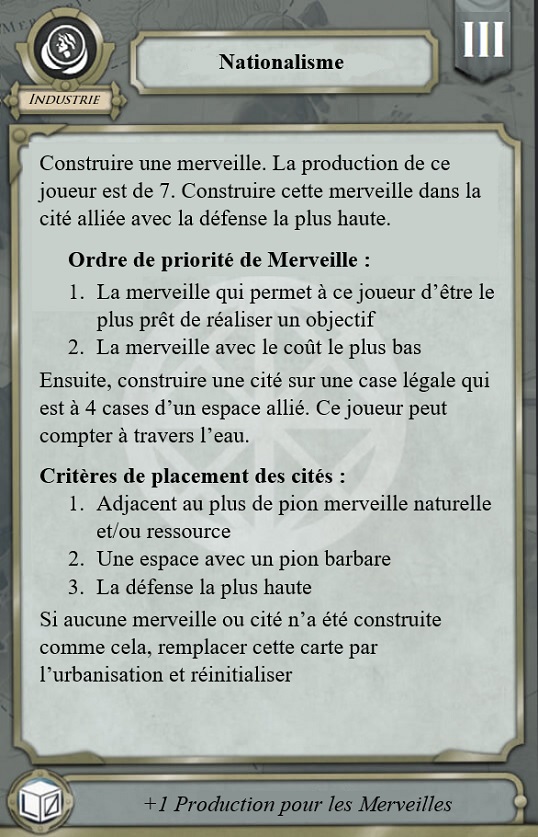 III
Nationalisme
INDUSTRIE
Construire une merveille. La production de ce
joueur est de 7. Construire cette merveille dans la
cité alliée avec la défense la plus haute.
Ordre de priorité de Merveille :
1. La merveille qui permet à ce joueur d'être le
plus prêt de réaliser un objectif
2. La merveille avec le coût le plus bas
Ensuite, construire une cité sur une case légale qui
est à 4 cases d'un espace allié. Ce joueur peut
compter à travers l'eau.
Critères de placement des cités :
1. Adjacent au plus de pion merveille naturelle
et/ou ressource
2. Une espace avec un pion barbare
3. La défense la plus haute
Si aucune merveille ou cité n'a été construite
comme cela, remplacer cette carte par
l'urbanisation et réinitialiser
+1 Production pour les Merveilles